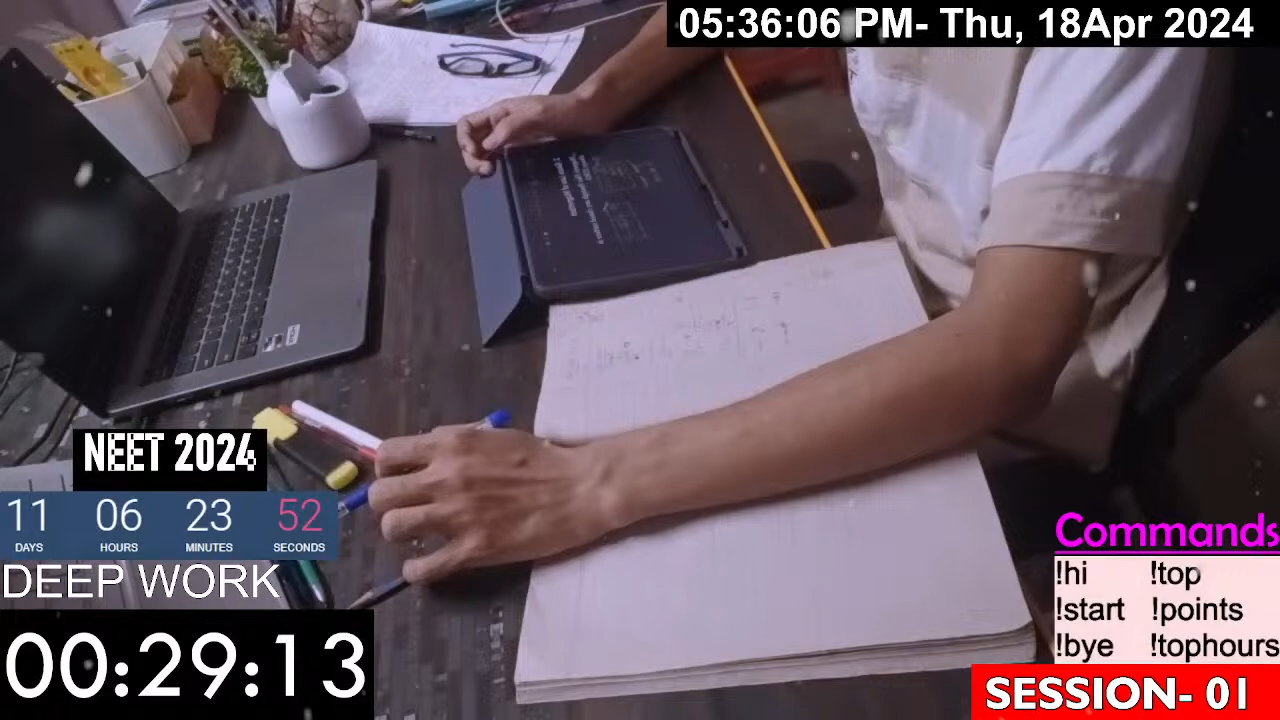 05:36:06 PM- Thu, 18Apr 2024
NEET 2024
11 06 23 52
DAYS HOURS MINUTES SECONDS
DEEP WORK
00:29:13
Commands
!hi !top
!start !points
!bye !tophours
SESSION- 01